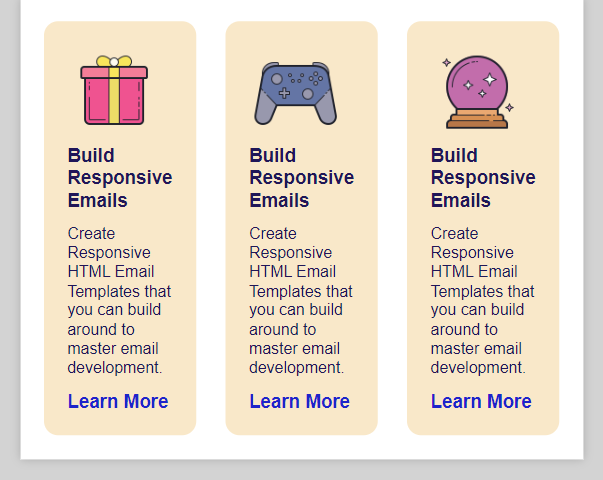 Build
Responsive
Emails
Create
Responsive
HTML Email
Templates that
you can build
around to
master email
development.
Learn More
Build
Responsive
Emails
Create
Responsive
HTML Email
Templates that
you can build
around to
master email
development.
Learn More
Build
Responsive
Emails
Create
Responsive
HTML Email
Templates that
you can build
around to
master email
development.
Learn More